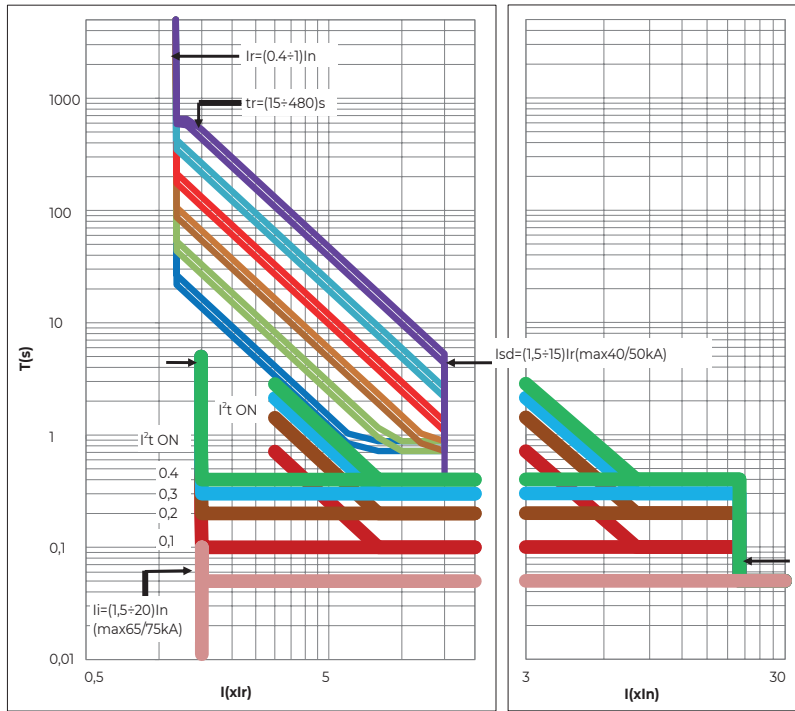 Ir=(0.4÷1)In
tr=(15÷480)s
1000
100
10
T(s)
Isd=(1,5÷15)Ir(max40/50kA)
I²t ON
I²t ON
1
0.4
0,3
0,2
0,1
0,1
Ii=(1,5÷20)In
(max65/75kA)
0,01
0,5
5
I(xIr)
3
30
I(xIn)